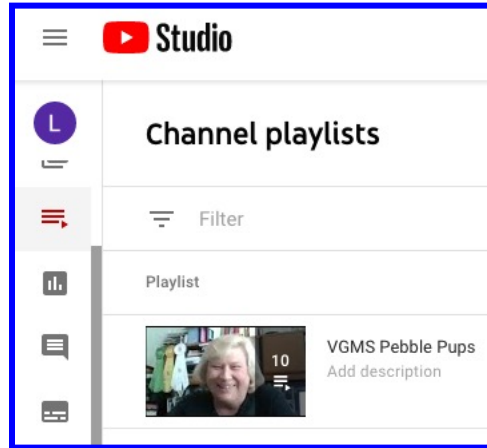 Studio
L
Channel playlists
Filter
Playlist
10
VGMS Pebble Pups
Add description